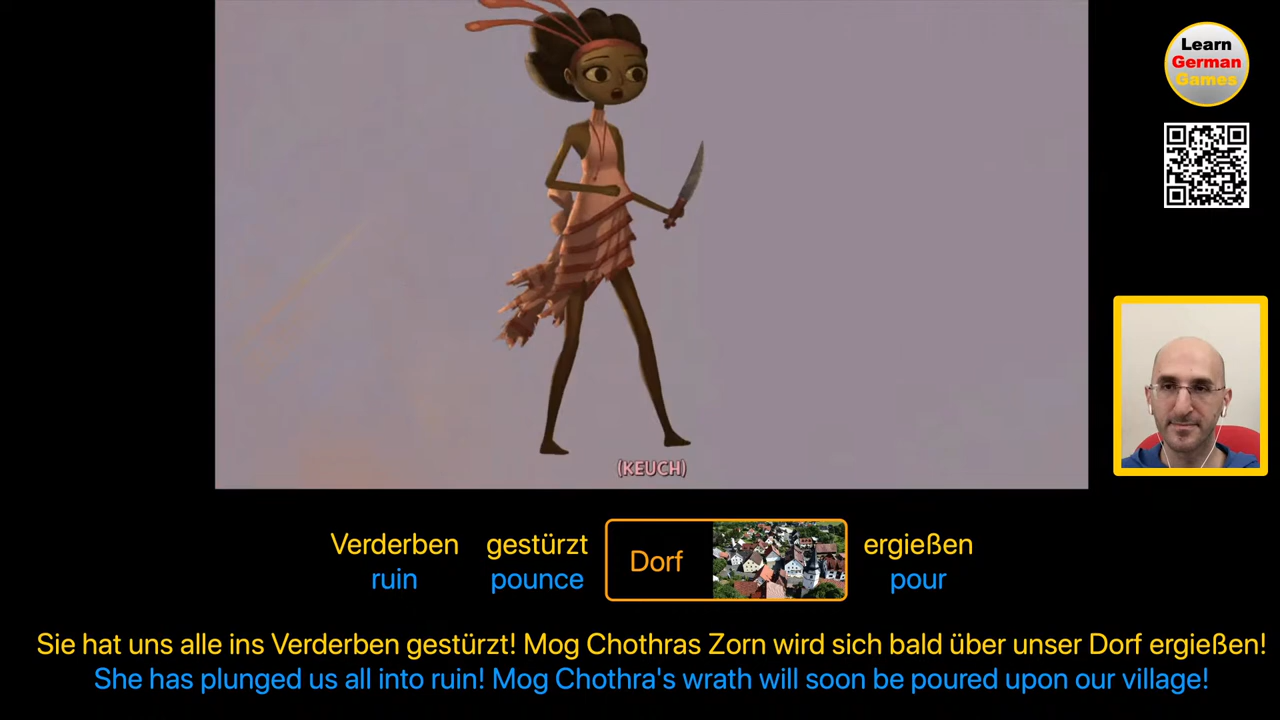 Learn
German
Games
(KEUCH)
Verderben gestürzt Dorf ergießen
ruin pounce pour
Sie hat uns alle ins Verderben gestürzt! Mog Chothras Zorn wird sich bald über unser Dorf ergießen!
She has plunged us all into ruin! Mog Chothra's wrath will soon be poured upon our village!